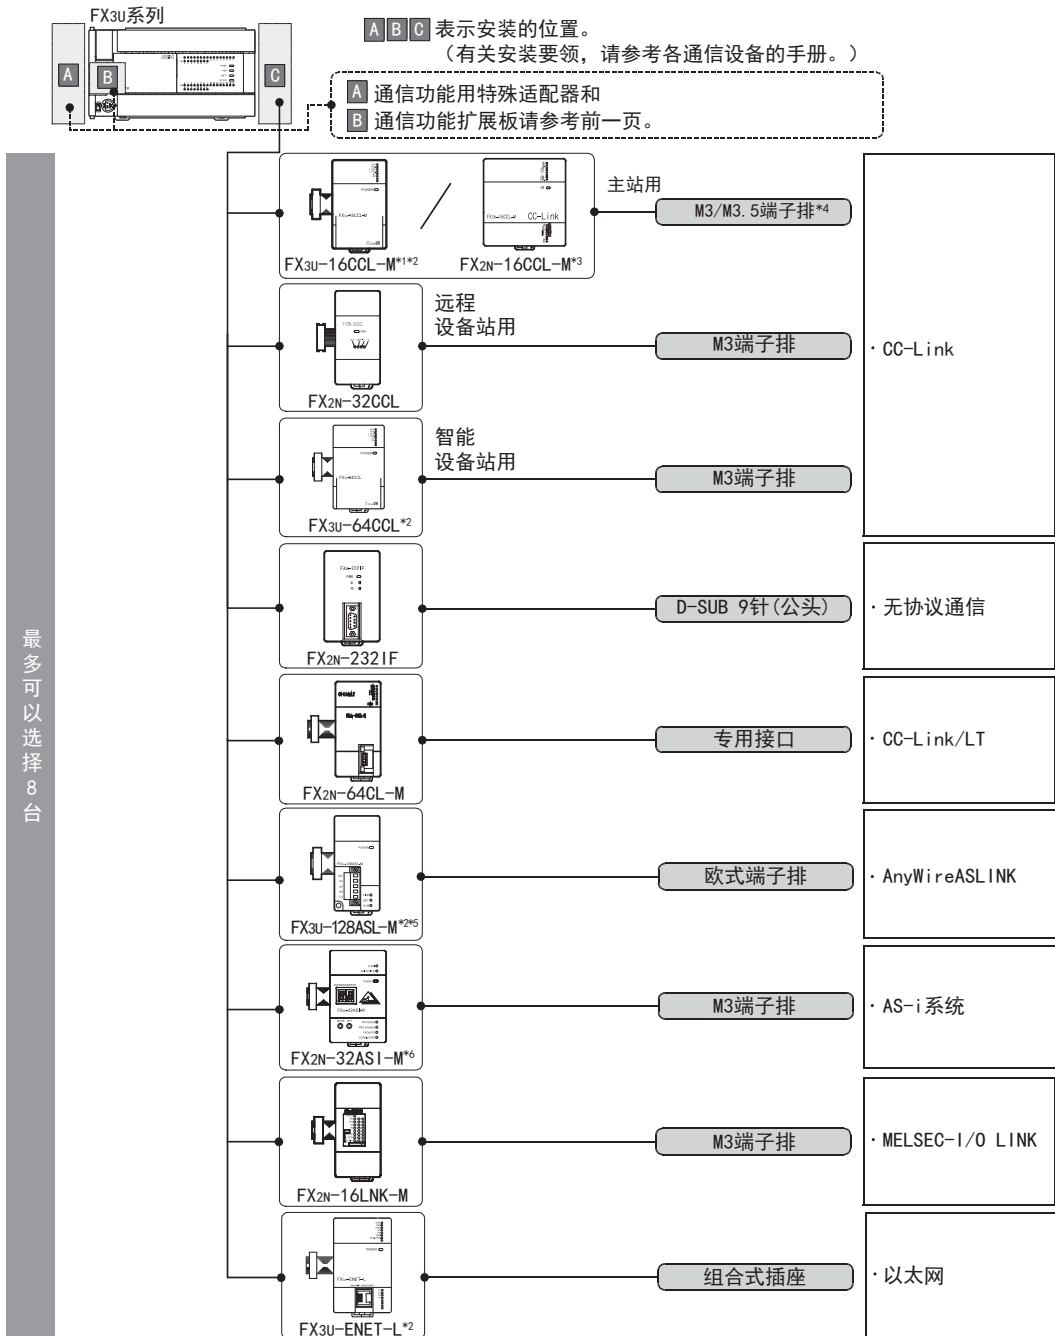 FX3U系列
A B C 表示安装的位置。
（有关安装要领，请参考各通信设备的手册。）
A
B
C
A 通信功能用特殊适配器和
B 通信功能扩展板请参考前一页。
最多可以选择8台
主站用
M3/M3.5端子排*4
FX3U-16CCL-M*1*2
FX2N-16CCL-M*3
CC-Link
远程
设备站用
M3端子排
·CC-Link
FX2N-32CCL
智能
设备站用
M3端子排
FX3U-64CCL*2
POWER
FX2N-232IF
D-SUB 9针(公头)
·无协议通信
FX2N-232IF
专用接口
·CC-Link/LT
FX2N-64CL-M
欧式端子排
·AnyWireASLINK
FX3U-128ASL-M*2*5
M3端子排
·AS-i系统
FX2N-32ASI-M*6
M3端子排
·MELSEC-I/O LINK
FX2N-16LNK-M
组合式插座
·以太网
FX3U-ENET-L*2